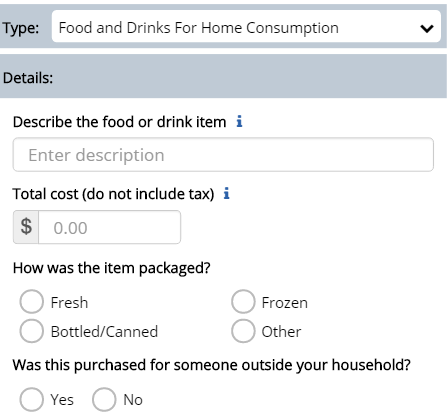 Type: Food and Drinks For Home Consumption
Details:
Describe the food or drink item i
Enter description
Total cost (do not include tax) i
$ 0.00
How was the item packaged?
Fresh Frozen
Bottled/Canned Other
Was this purchased for someone outside your household?
Yes No